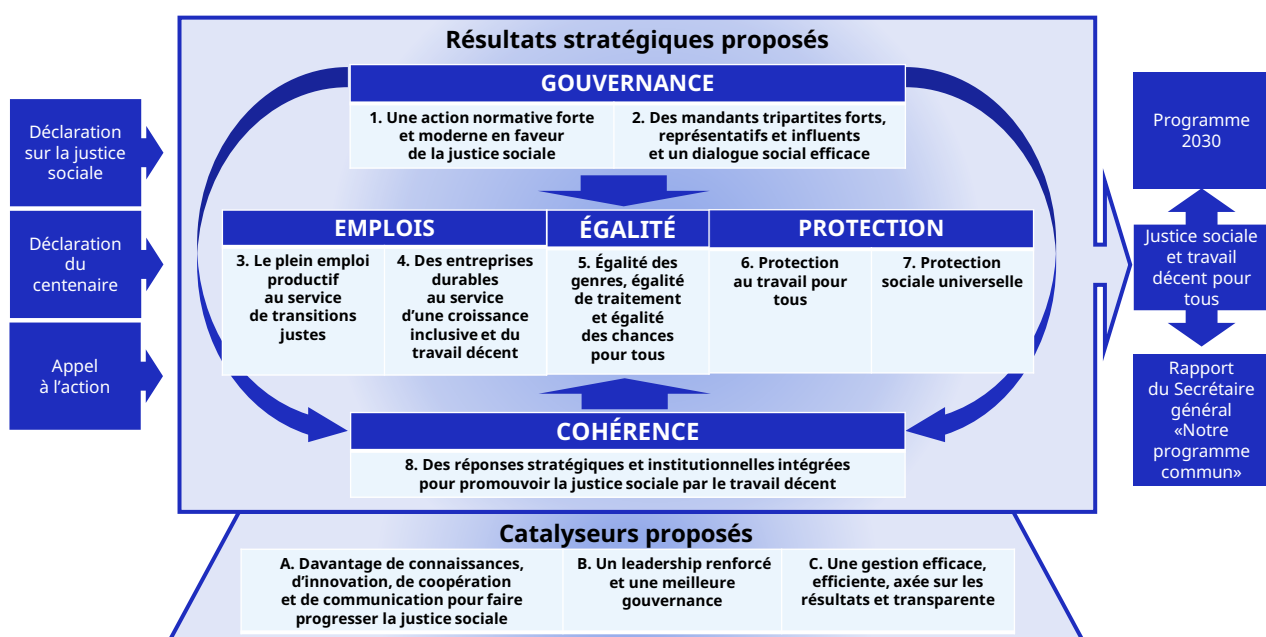 Résultats stratégiques proposés
GOUVERNANCE
1. Une action normative forte
et moderne en faveur
de la justice sociale
2. Des mandants tripartites forts,
représentatifs et influents
et un dialogue social efficace
Déclaration
sur la justice
sociale
Déclaration
du
centenaire
Appel
à l’action
EMPLOIS
3. Le plein emploi
productif
au service
de transitions
justes
4. Des entreprises
durables
au service
d’une croissance
inclusive et du
travail décent
ÉGALITÉ
5. Égalité des
genres, égalité
de traitement
et égalité
des chances
pour tous
PROTECTION
6. Protection
au travail pour
tous
7. Protection
sociale universelle
COHÉRENCE
8. Des réponses stratégiques et institutionnelles intégrées
pour promouvoir la justice sociale par le travail décent
Programme
2030
Justice sociale
et travail
décent pour
tous
Rapport
du Secrétaire
général
«Notre
programme
commun»
Catalyseurs proposés
A. Davantage de connaissances,
d’innovation, de coopération
et de communication pour faire
progresser la justice sociale
B. Un leadership renforcé
et une meilleure
gouvernance
C. Une gestion efficace,
efficiente, axée sur les
résultats et transparente